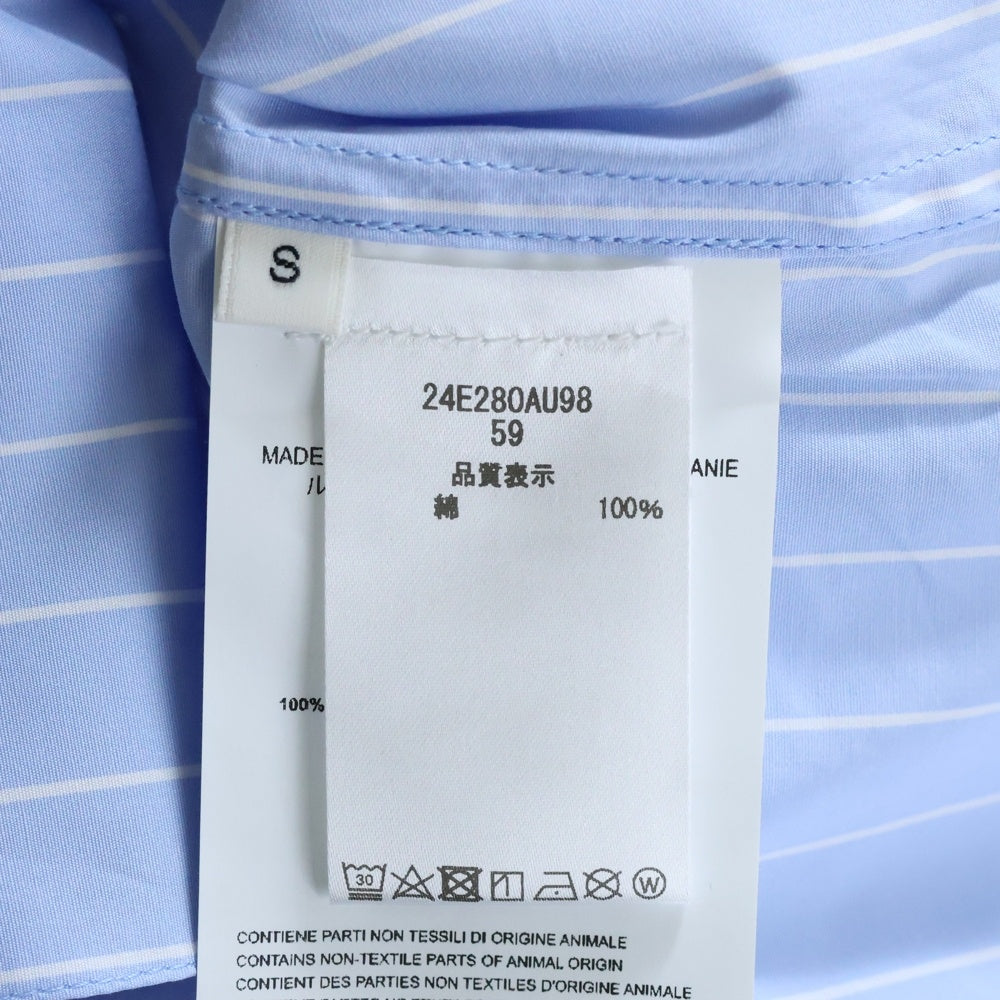 S
24E280AU98
59
MADE
ANIE
ル
品質表示
綿 100%
100%
30
W
CONTIENE PARTI NON TESSILI DI ORIGINE ANIMALE
CONTAINS NON-TEXTILE PARTS OF ANIMAL ORIGIN
CONTIENT DES PARTIES NON TEXTILES D'ORIGINE ANIMALE